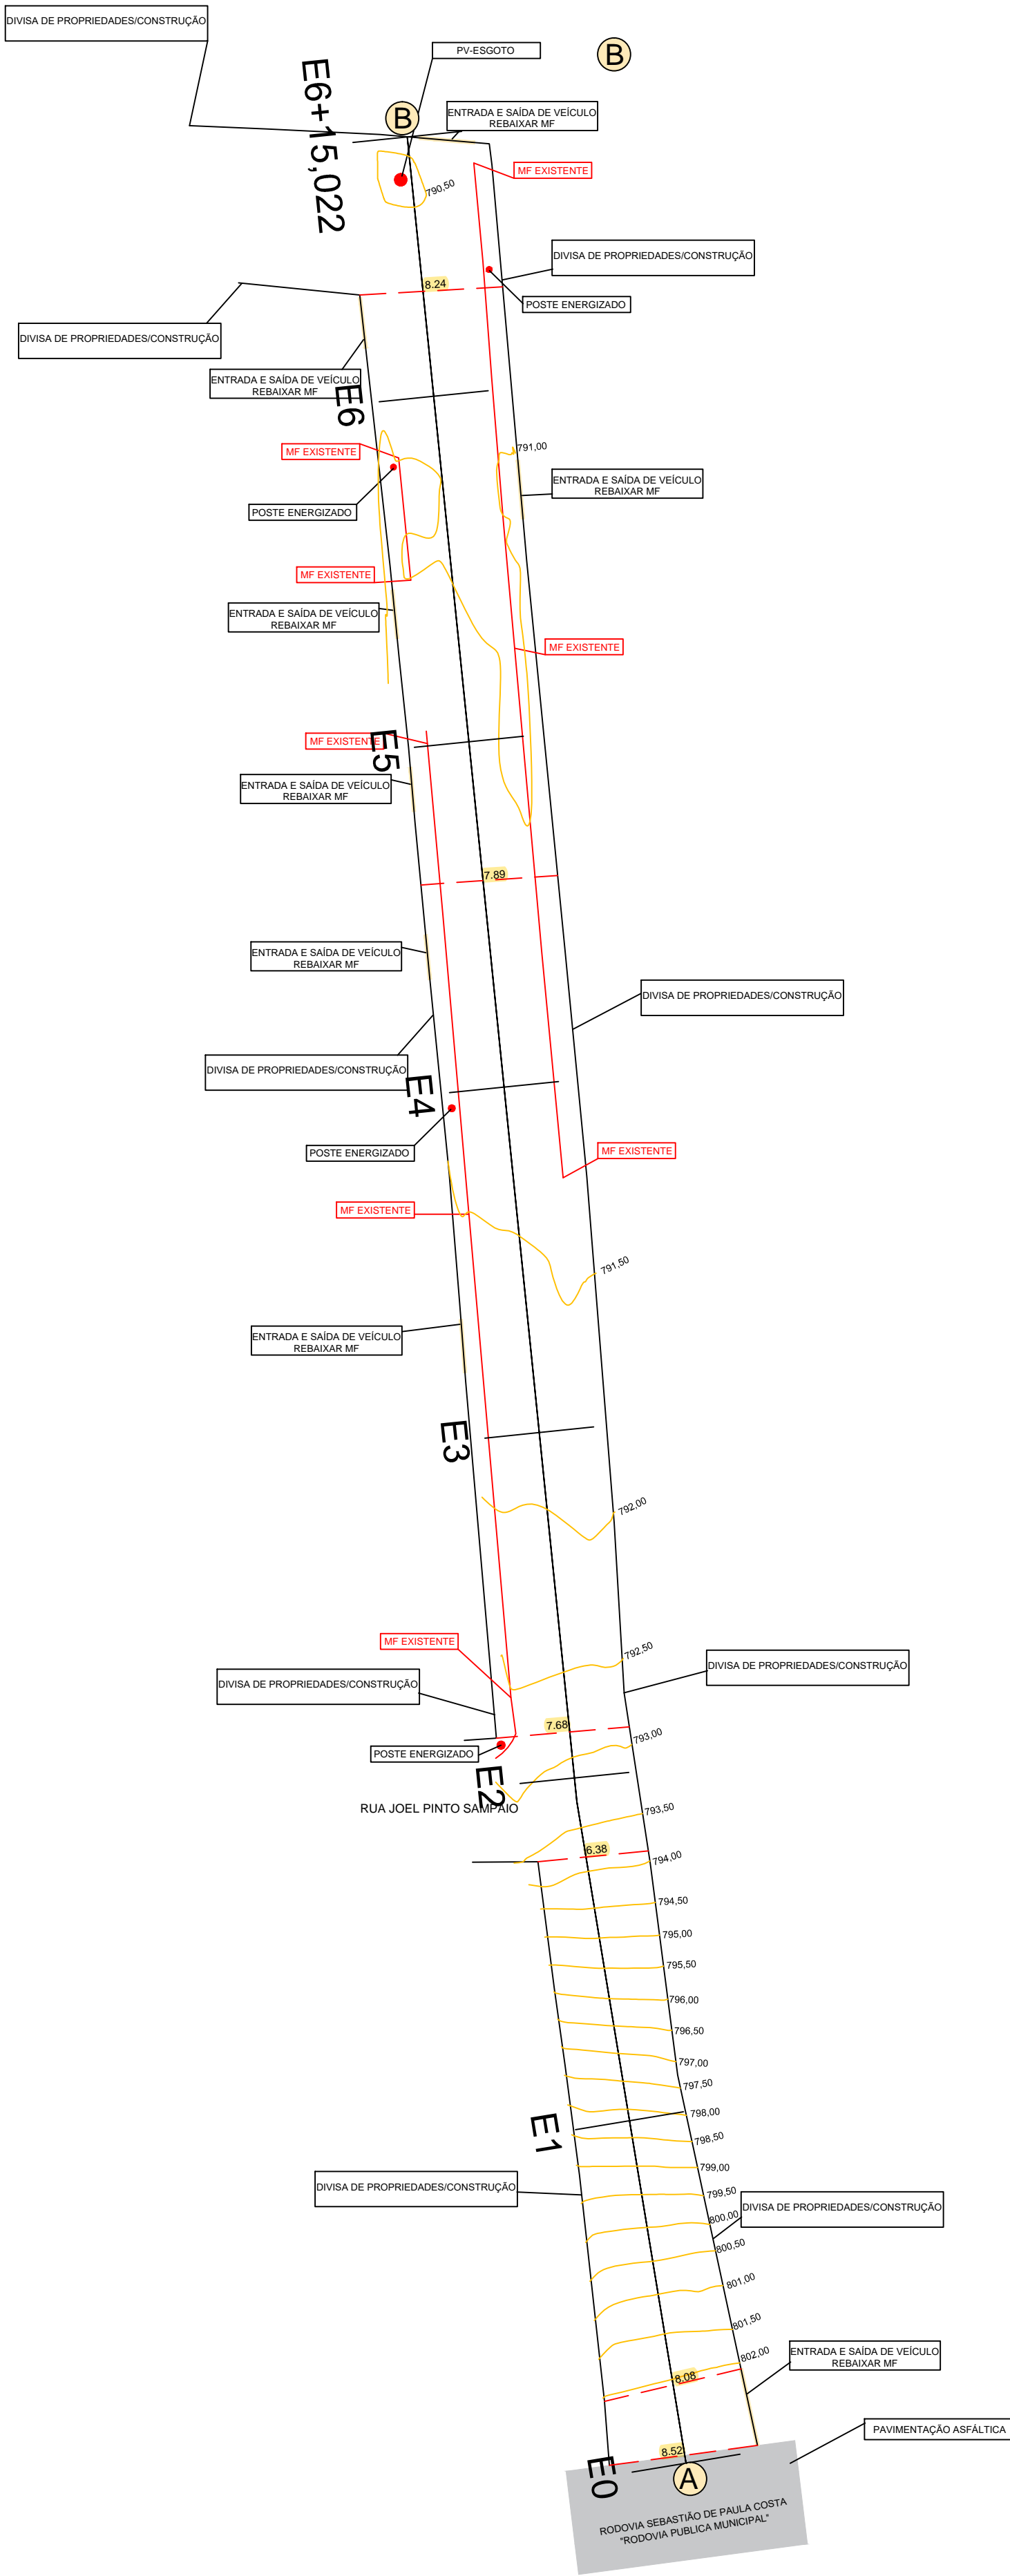 DIVISA DE PROPRIEDADES/CONSTRUÇÃO
PV-ESGOTO
B
E6+15,022
B
ENTRADA E SAÍDA DE VEÍCULO
REBAIXAR MF
MF EXISTENTE
790,50
DIVISA DE PROPRIEDADES/CONSTRUÇÃO
8.24
POSTE ENERGIZADO
DIVISA DE PROPRIEDADES/CONSTRUÇÃO
ENTRADA E SAÍDA DE VEÍCULO
REBAIXAR MF
E6
791,00
MF EXISTENTE
ENTRADA E SAÍDA DE VEÍCULO
REBAIXAR MF
POSTE ENERGIZADO
MF EXISTENTE
ENTRADA E SAÍDA DE VEÍCULO
REBAIXAR MF
MF EXISTENTE
MF EXISTENTE
E5
ENTRADA E SAÍDA DE VEÍCULO
REBAIXAR MF
7.89
ENTRADA E SAÍDA DE VEÍCULO
REBAIXAR MF
DIVISA DE PROPRIEDADES/CONSTRUÇÃO
DIVISA DE PROPRIEDADES/CONSTRUÇÃO
E4
POSTE ENERGIZADO
MF EXISTENTE
MF EXISTENTE
791,50
ENTRADA E SAÍDA DE VEÍCULO
REBAIXAR MF
E3
792,00
MF EXISTENTE
792,50
DIVISA DE PROPRIEDADES/CONSTRUÇÃO
DIVISA DE PROPRIEDADES/CONSTRUÇÃO
7.68
793,00
POSTE ENERGIZADO
E2
RUA JOEL PINTO SAMPAIO
793,50
6.38
794,00
794,50
795,00
795,50
796,00
796,50
797,00
797,50
798,00
E1
798,50
799,00
DIVISA DE PROPRIEDADES/CONSTRUÇÃO
799,50
DIVISA DE PROPRIEDADES/CONSTRUÇÃO
800,00
800,50
801,00
801,50
802,00
ENTRADA E SAÍDA DE VEÍCULO
REBAIXAR MF
8.08
PAVIMENTAÇÃO ASFÁLTICA
8.52
E0
A
RODOVIA SEBASTIÃO DE PAULA COSTA
"RODOVIA PUBLICA MUNICIPAL"